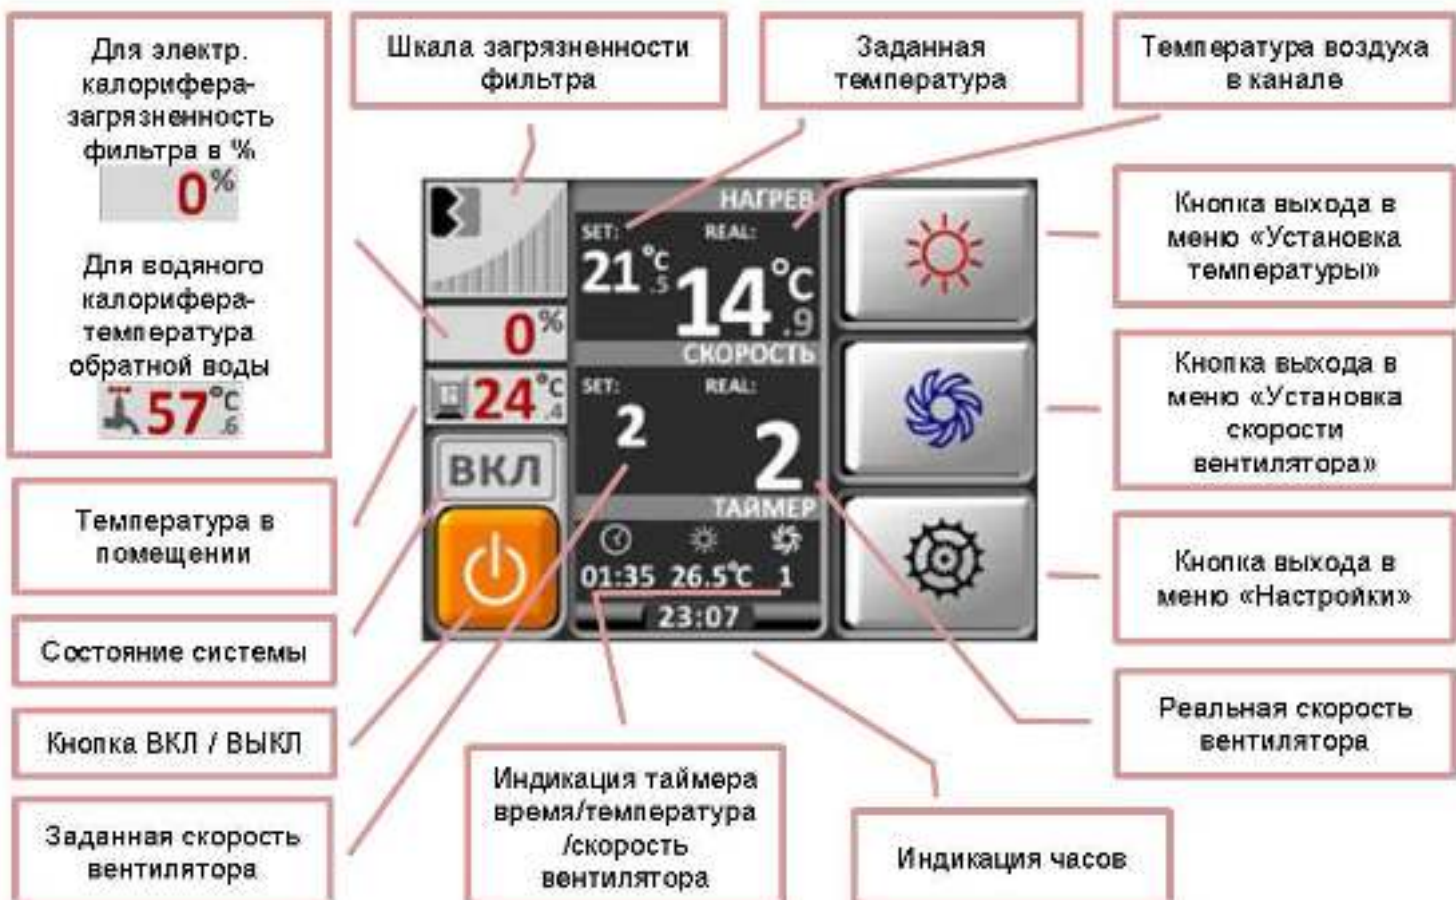 Для электр.
калорифера-
загрязненность
фильтра в %
0%
Для водяного
калорифера-
температура
обратной воды
57°C
.6
Шкала загрязненности
фильтра
Заданная
температура
Температура воздуха
в канале
НАГРЕВ
SET:
REAL:
21°C
.5
14°C
.9
0%
СКОРОСТЬ
24°C
.4
SET:
REAL:
2
2
ВКЛ
ТАЙМЕР
01:35 26.5°C 1
23:07
Кнопка выхода в
меню «Установка
температуры»
Кнопка выхода в
меню «Установка
скорости
вентилятора»
Кнопка выхода в
меню «Настройки»
Реальная скорость
вентилятора
Температура в
помещении
Состояние системы
Кнопка ВКЛ / ВЫКЛ
Заданная скорость
вентилятора
Индикация таймера
время/температура
/скорость
вентилятора
Индикация часов